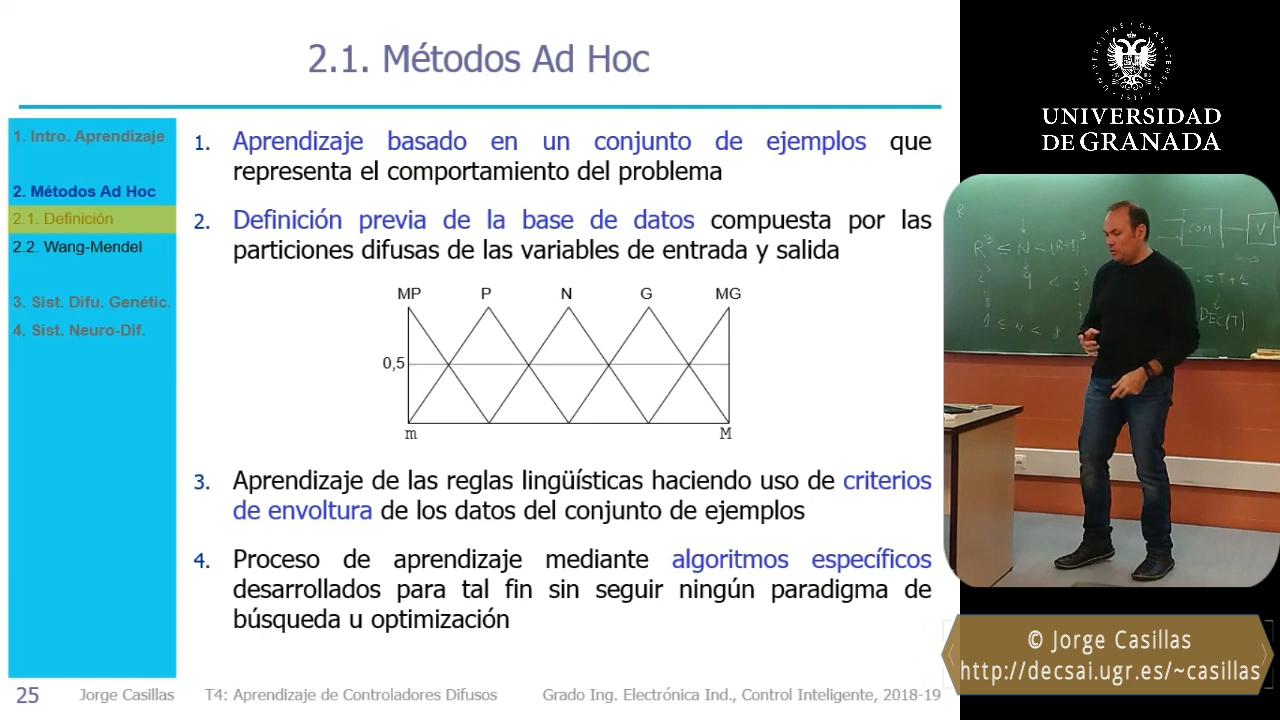 2.1. Métodos Ad Hoc
1. Intro. Aprendizaje
2. Métodos Ad Hoc
2.1. Definición
2.2. Wang-Mendel
3. Sist. Difu. Genétic.
4. Sist. Neuro-Dif.
1. Aprendizaje basado en un conjunto de ejemplos que
representa el comportamiento del problema
2. Definición previa de la base de datos compuesta por las
particiones difusas de las variables de entrada y salida
MP P N G MG
0,5
m M
3. Aprendizaje de las reglas lingüísticas haciendo uso de criterios
de envoltura de los datos del conjunto de ejemplos
4. Proceso de aprendizaje mediante algoritmos específicos
desarrollados para tal fin sin seguir ningún paradigma de
búsqueda u optimización
25 Jorge Casillas T4: Aprendizaje de Controladores Difusos Grado Ing. Electrónica Ind., Control Inteligente, 2018-19
UNIVERSIDAD
DE GRANADA
R³ ≤ N < (R+1)³
V
© Jorge Casillas
http://decsai.ugr.es/~casillas